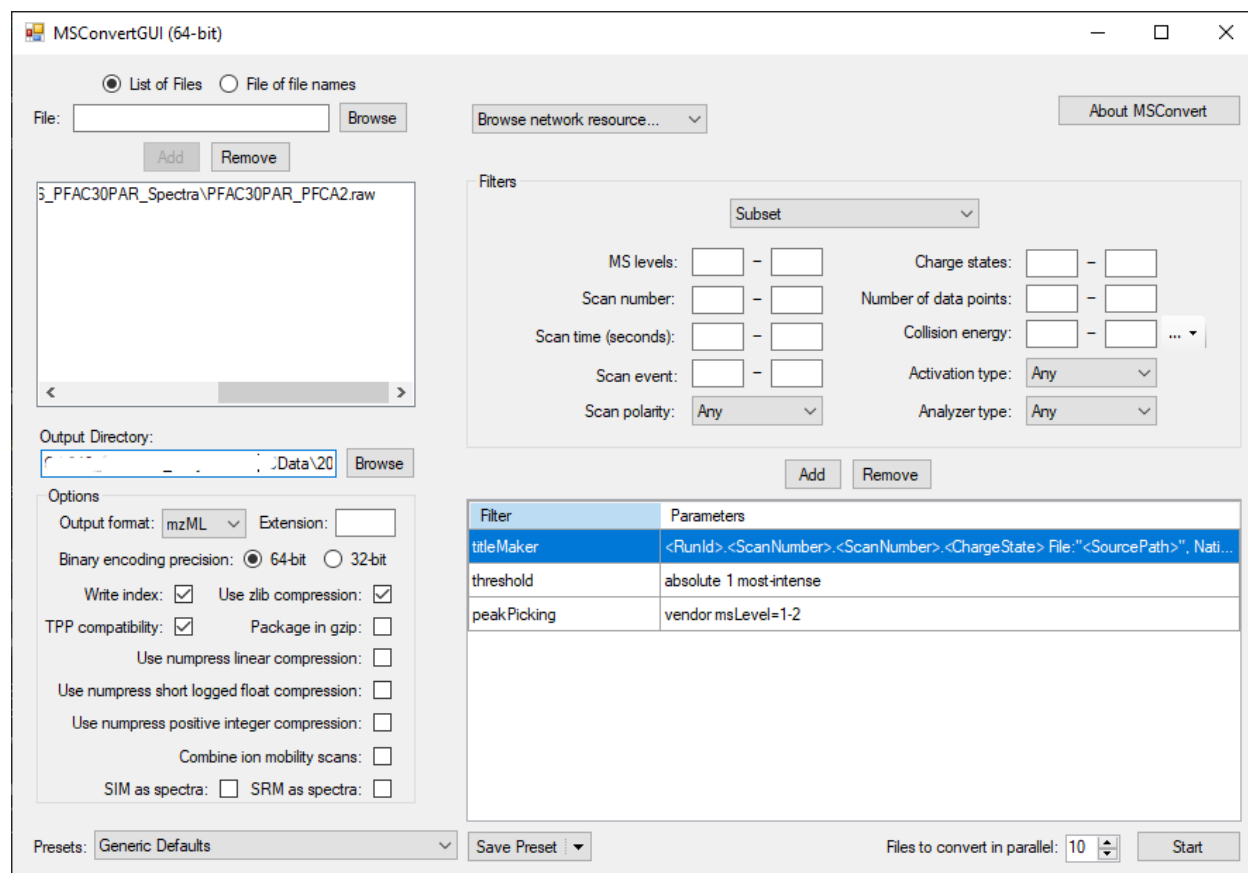 MSConvertGUI (64-bit)
List of Files File of file names
File: Browse
Browse network resource...
About MSConvert
Add Remove
S_PFAC30PAR_Spectra\PFAC30PAR_PFCA2.raw
Filters
Subset
MS levels: – Charge states: –
Scan number: – Number of data points: –
Scan time (seconds): – Collision energy: – ...
Scan event: – Activation type: Any
Scan polarity: Any Analyzer type: Any
Output Directory:
Data\20 Browse
Add Remove
Options
Output format: mzML Extension:
Binary encoding precision: 64-bit 32-bit
Write index: Use zlib compression:
TPP compatibility: Package in gzip:
Use numpress linear compression:
Use numpress short logged float compression:
Use numpress positive integer compression:
Combine ion mobility scans:
SIM as spectra: SRM as spectra:
Filter Parameters
titleMaker <RunId>.<ScanNumber>.<ScanNumber>.<ChargeState> File:"<SourcePath>", Nati...
threshold absolute 1 most-intense
peakPicking vendor msLevel=1-2
Presets: Generic Defaults Save Preset
Files to convert in parallel: 10 Start